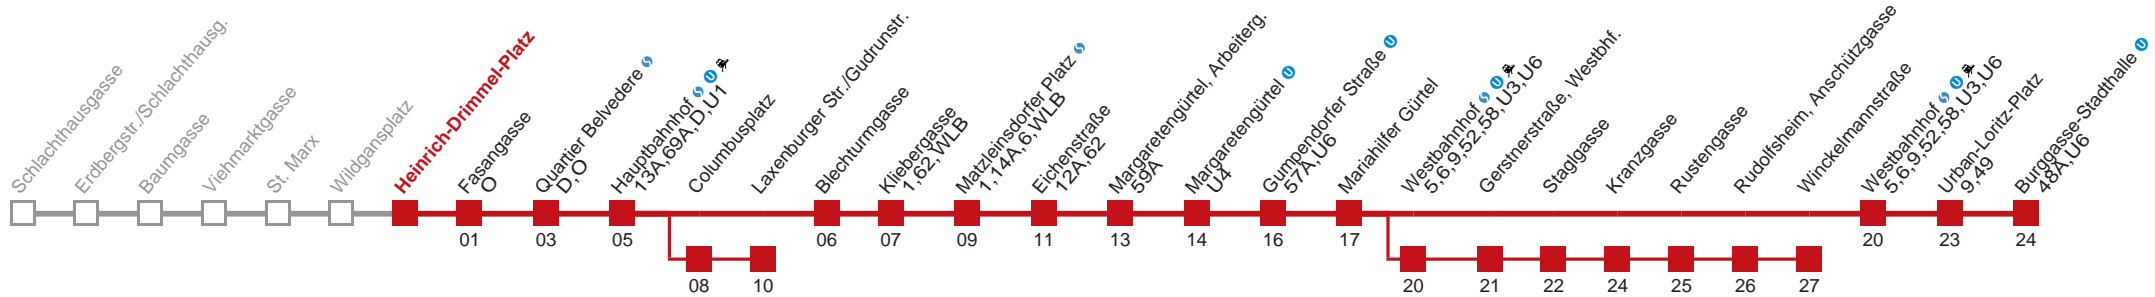 Schlachthausgasse
Erdbergstr./Schlachthausg.
Baumgasse
Viehmarktgasse
St. Marx
Wildgansplatz
Heinrich-Drimmel-Platz
Fasangasse
O
Quartier Belvedere
D,O
Hauptbahnhof
13A,69A,D,U1
Columbusplatz
Laxenburger Str./Gudrunstr.
Blechturmgasse
Kliebergasse
1,62,WLB
Matzleinsdorfer Platz
1,14A,6,WLB
Eichenstraße
12A,62
Margaretengürtel, Arbeiterg.
59A
Margaretengürtel U
U4
Gumpendorfer Straße U
57A,U6
Mariahilfer Gürtel
Westbahnhof U
5,6,9,52,58,U3,U6
Gerstnerstraße, Westbhf.
Staglgasse
Kranzgasse
Rustengasse
Rudolfsheim, Anschützgasse
Winckelmannstraße
Westbahnhof U
5,6,9,52,58,U3,U6
Urban-Loritz-Platz
9,49
Burggasse-Stadthalle U
48A,U6
01
03
05
06
07
09
11
13
14
16
17
20
23
24
08
10
20
21
22
24
25
26
27